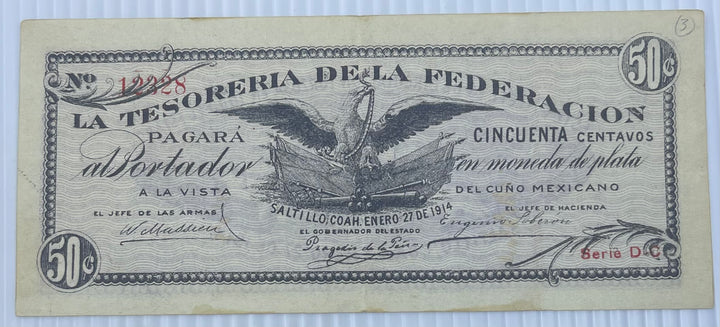 (3)
50¢
Nº 12328
LA TESORERIA DE LA FEDERACION
PAGARÁ CINCUENTA CENTAVOS
al Portador en moneda de plata
A LA VISTA DEL CUÑO MEXICANO
SALTILLO, COAH. ENERO 27 DE 1914
EL JEFE DE LAS ARMAS EL JEFE DE HACIENDA
EL GOBERNADOR DEL ESTADO
50¢
Serie D-C